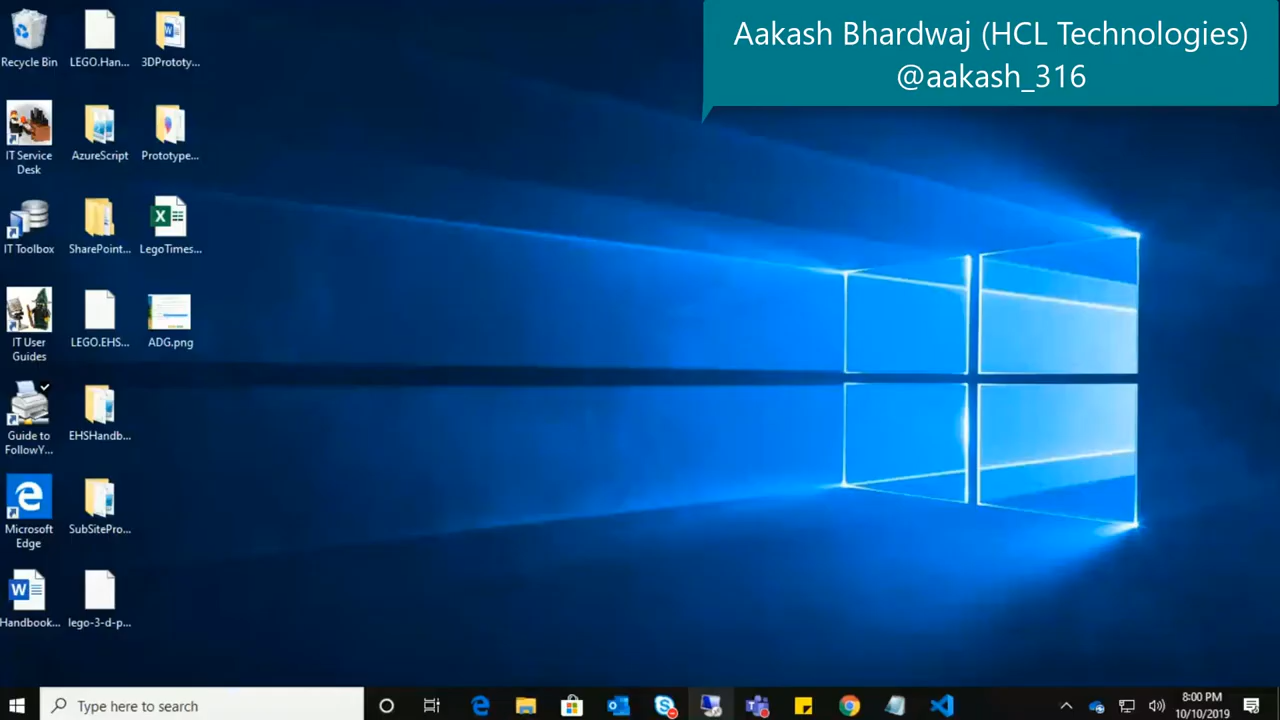 Aakash Bhardwaj (HCL Technologies)
@aakash_316
Recycle Bin
LEGO.Han...
3DPrototy...
IT Service
Desk
AzureScript
Prototype...
IT Toolbox
SharePoint...
LegoTimes...
IT User
Guides
LEGO.EHS...
ADG.png
Guide to
FollowY...
EHSHandb...
Microsoft
Edge
SubSitePro...
Handbook...
lego-3-d-p...
Type here to search
8:00 PM
10/10/2019